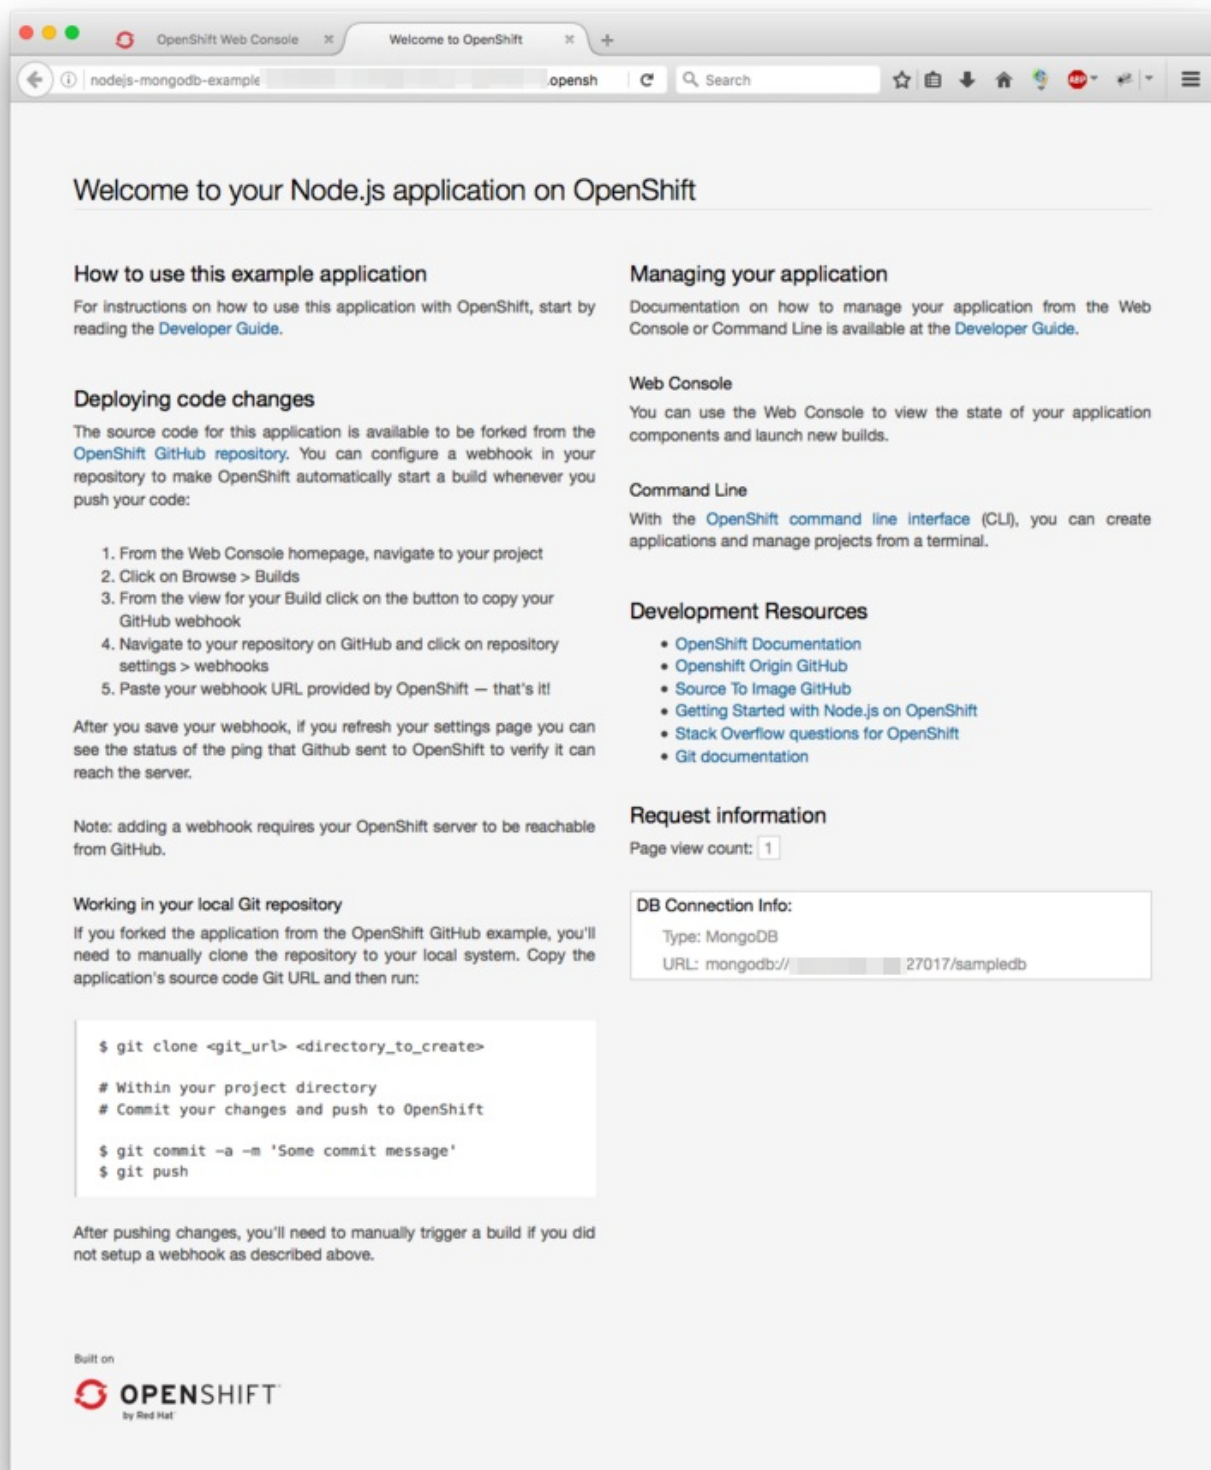 OpenShift Web Console
Welcome to OpenShift
nodejs-mongodb-example .opensh
Search
ABP
Welcome to your Node.js application on OpenShift
How to use this example application
For instructions on how to use this application with OpenShift, start by
reading the Developer Guide.
Deploying code changes
The source code for this application is available to be forked from the
OpenShift GitHub repository. You can configure a webhook in your
repository to make OpenShift automatically start a build whenever you
push your code:
1. From the Web Console homepage, navigate to your project
2. Click on Browse > Builds
3. From the view for your Build click on the button to copy your
GitHub webhook
4. Navigate to your repository on GitHub and click on repository
settings > webhooks
5. Paste your webhook URL provided by OpenShift — that's it!
After you save your webhook, if you refresh your settings page you can
see the status of the ping that Github sent to OpenShift to verify it can
reach the server.
Note: adding a webhook requires your OpenShift server to be reachable
from GitHub.
Working in your local Git repository
If you forked the application from the OpenShift GitHub example, you'll
need to manually clone the repository to your local system. Copy the
application's source code Git URL and then run:
$ git clone <git_url> <directory_to_create>
# Within your project directory
# Commit your changes and push to OpenShift
$ git commit -a -m 'Some commit message'
$ git push
After pushing changes, you'll need to manually trigger a build if you did
not setup a webhook as described above.
Managing your application
Documentation on how to manage your application from the Web
Console or Command Line is available at the Developer Guide.
Web Console
You can use the Web Console to view the state of your application
components and launch new builds.
Command Line
With the OpenShift command line interface (CLI), you can create
applications and manage projects from a terminal.
Development Resources
• OpenShift Documentation
• Openshift Origin GitHub
• Source To Image GitHub
• Getting Started with Node.js on OpenShift
• Stack Overflow questions for OpenShift
• Git documentation
Request information
Page view count: 1
DB Connection Info:
Type: MongoDB
URL: mongodb:// 27017/sampledb
Built on
OPENSHIFT
by Red Hat